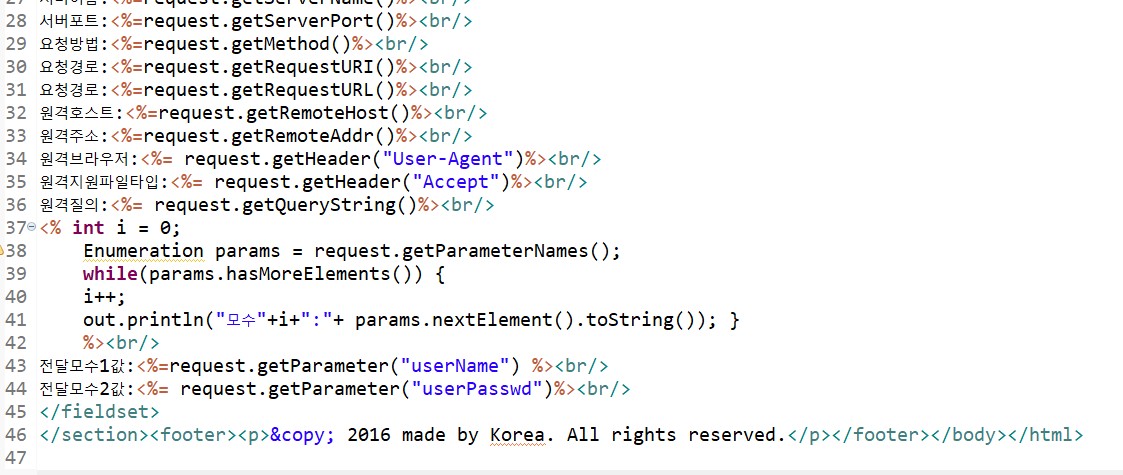 27 서버이름:<%=request.getServerName()%><br/>
28 서버포트:<%=request.getServerPort()%><br/>
29 요청방법:<%=request.getMethod()%><br/>
30 요청경로:<%=request.getRequestURI()%><br/>
31 요청경로:<%=request.getRequestURL()%><br/>
32 원격호스트:<%=request.getRemoteHost()%><br/>
33 원격주소:<%=request.getRemoteAddr()%><br/>
34 원격브라우저:<%= request.getHeader("User-Agent")%><br/>
35 원격지원파일타입:<%= request.getHeader("Accept")%><br/>
36 원격질의:<%= request.getQueryString()%><br/>
37 <% int i = 0;
38 Enumeration params = request.getParameterNames();
39 while(params.hasMoreElements()) {
40 i++;
41 out.println("모수"+i+":"+ params.nextElement().toString()); }
42 %><br/>
43 전달모수1값:<%=request.getParameter("userName") %><br/>
44 전달모수2값:<%= request.getParameter("userPasswd")%><br/>
45 </fieldset>
46 </section><footer><p>&copy; 2016 made by Korea. All rights reserved.</p></footer></body></html>
47